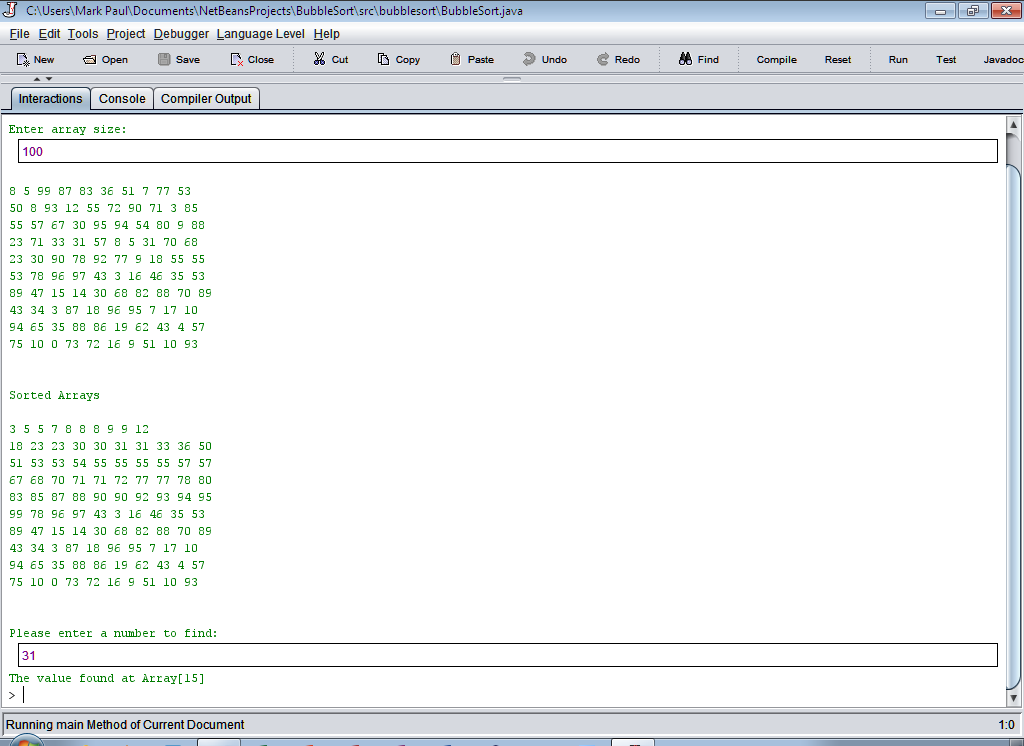 C:\Users\Mark Paul\Documents\NetBeansProjects\BubbleSort\src\bubblesort\BubbleSort.java
File Edit Tools Project Debugger Language Level Help
New Open Save Close Cut Copy Paste Undo Redo Find Compile Reset Run Test Javadoc
Interactions Console Compiler Output
Enter array size:
100
8 5 99 87 83 36 51 7 77 53
50 8 93 12 55 72 90 71 3 85
55 57 67 30 95 94 54 80 9 88
23 71 33 31 57 8 5 31 70 68
23 30 90 78 92 77 9 18 55 55
53 78 96 97 43 3 16 46 35 53
89 47 15 14 30 68 82 88 70 89
43 34 3 87 18 96 95 7 17 10
94 65 35 88 86 19 62 43 4 57
75 10 0 73 72 16 9 51 10 93
Sorted Arrays
3 5 5 7 8 8 8 9 9 12
18 23 23 30 30 31 31 33 36 50
51 53 53 54 55 55 55 55 57 57
67 68 70 71 71 72 77 77 78 80
83 85 87 88 90 90 92 93 94 95
99 78 96 97 43 3 16 46 35 53
89 47 15 14 30 68 82 88 70 89
43 34 3 87 18 96 95 7 17 10
94 65 35 88 86 19 62 43 4 57
75 10 0 73 72 16 9 51 10 93
Please enter a number to find:
31
The value found at Array[15]
>
Running main Method of Current Document 1:0